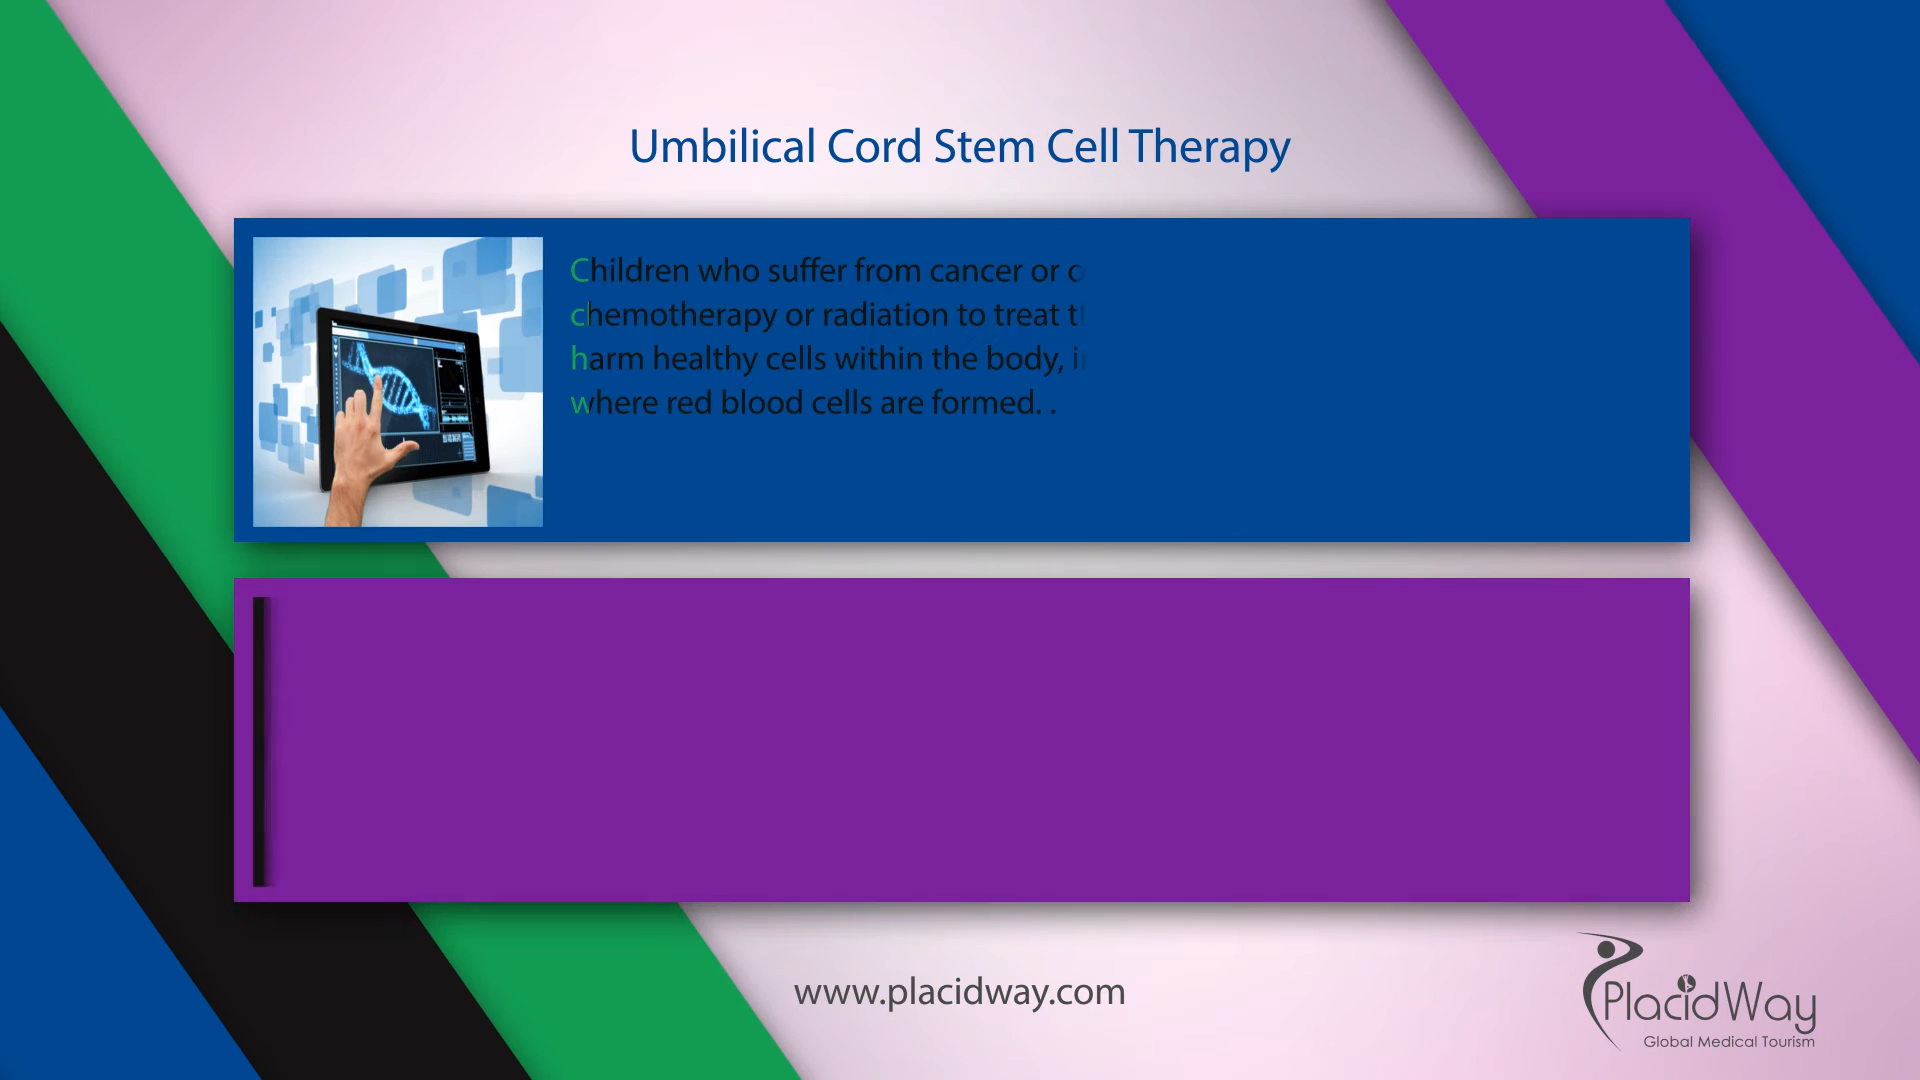 Umbilical Cord Stem Cell Therapy
Children who suffer from cancer or
chemotherapy or radiation to treat
harm healthy cells within the body,
where red blood cells are formed. .
www.placidway.com
PlacidWay
Global Medical Tourism